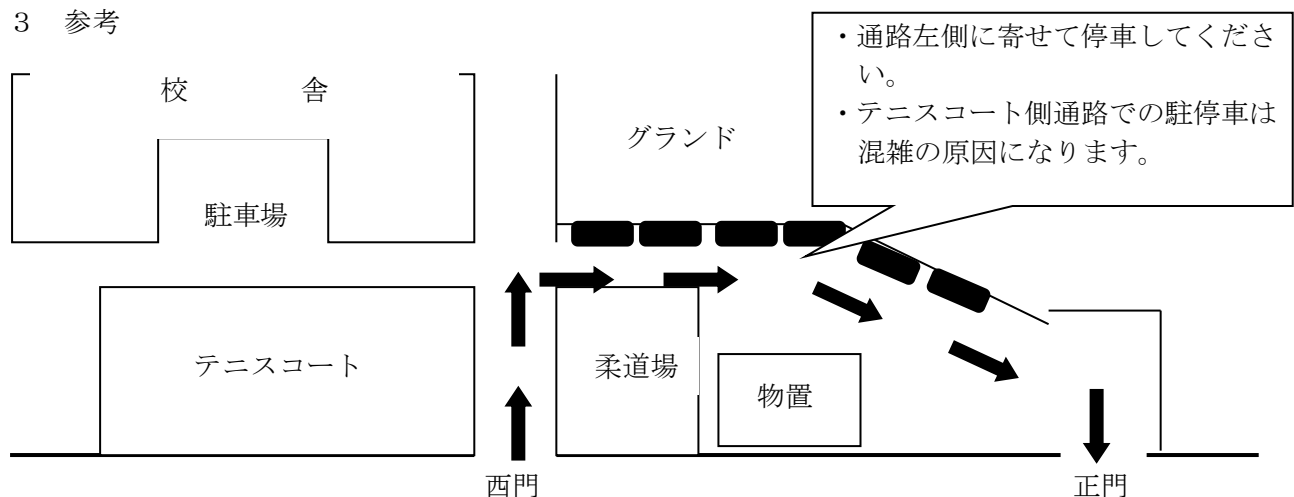 3 参考
・通路左側に寄せて停車してくださ
い。
・テニスコート側通路での駐停車は
混雑の原因になります。
校 舎
グランド
駐車場
テニスコート
柔道場
物置
西門
正門